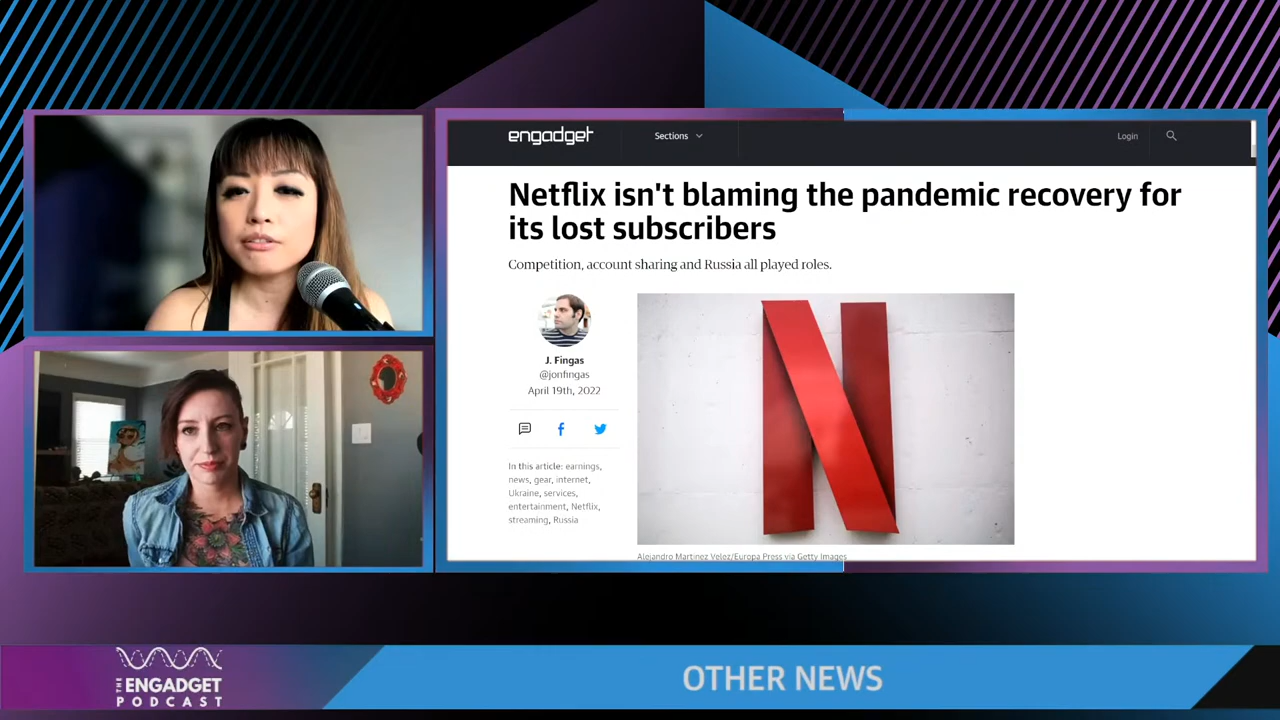 engadget
Sections
Login
Netflix isn't blaming the pandemic recovery for
its lost subscribers
Competition, account sharing and Russia all played roles.
J. Fingas
@jonfingas
April 19th, 2022
In this article: earnings,
news, gear, internet,
Ukraine, services,
entertainment, Netflix,
streaming, Russia
N
Alejandro Martinez Velez/Europa Press via Getty Images
THE ENGADGET
PODCAST
OTHER NEWS